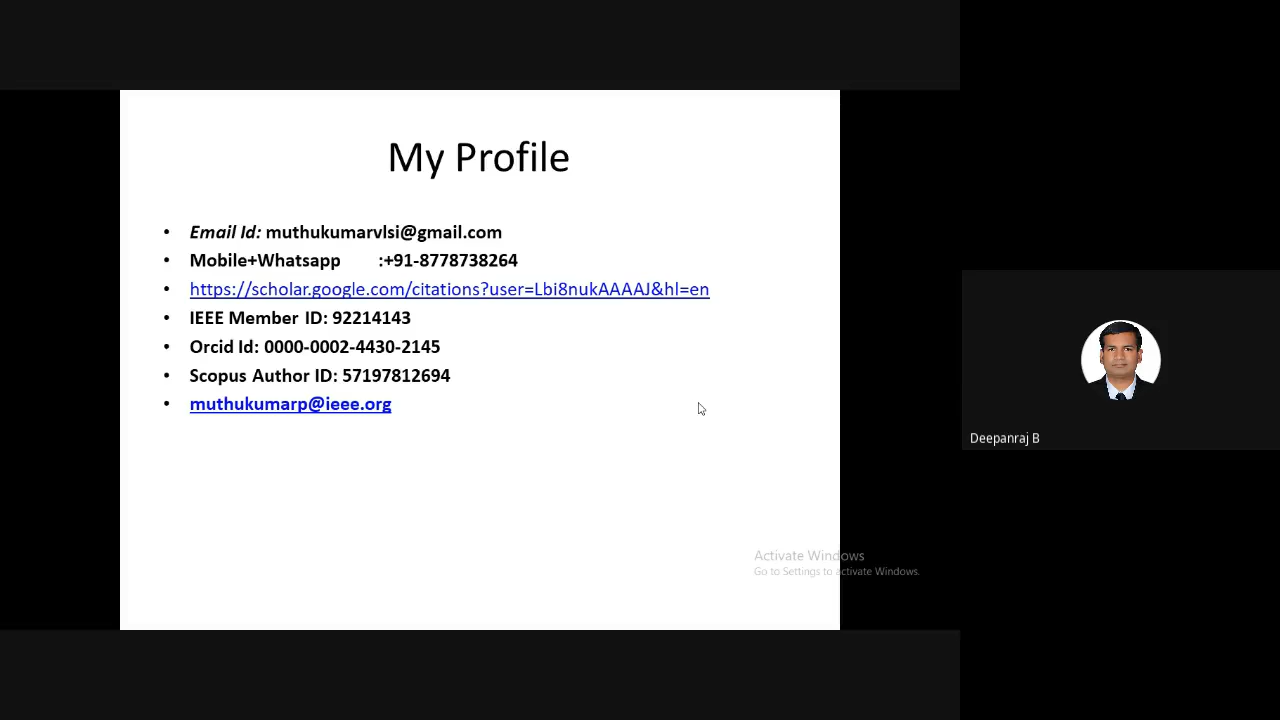 My Profile
• Email Id: muthukumarvlsi@gmail.com
• Mobile+Whatsapp :+91-8778738264
• https://scholar.google.com/citations?user=Lbi8nukAAAAJ&hl=en
• IEEE Member ID: 92214143
• Orcid Id: 0000-0002-4430-2145
• Scopus Author ID: 57197812694
• muthukumarp@ieee.org
Deepanraj B
Activate Windows
Go to Settings to activate Windows.